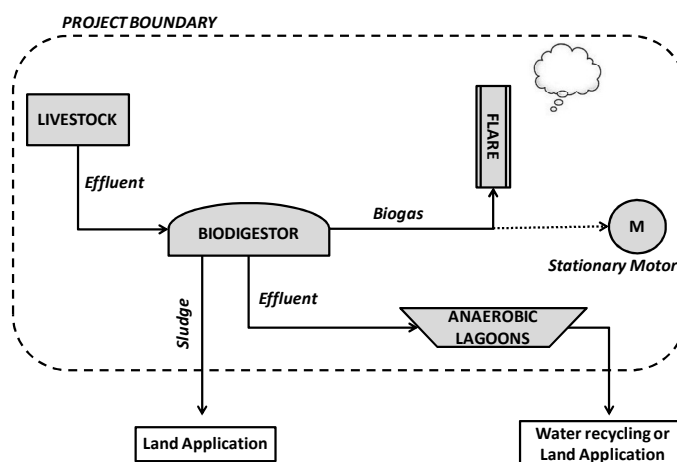 PROJECT BOUNDARY
LIVESTOCK
FLARE
Effluent
Biogas
M
BIODIGESTOR
Stationary Motor
Effluent
Sludge
ANAEROBIC
LAGOONS
Land Application
Water recycling or
Land Application